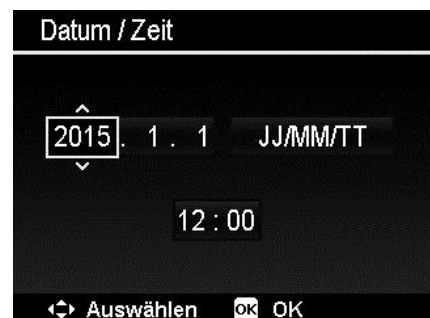 Datum / Zeit
2015 . 1 . 1 JJ/MM/TT
12 : 00
Auswählen OK OK